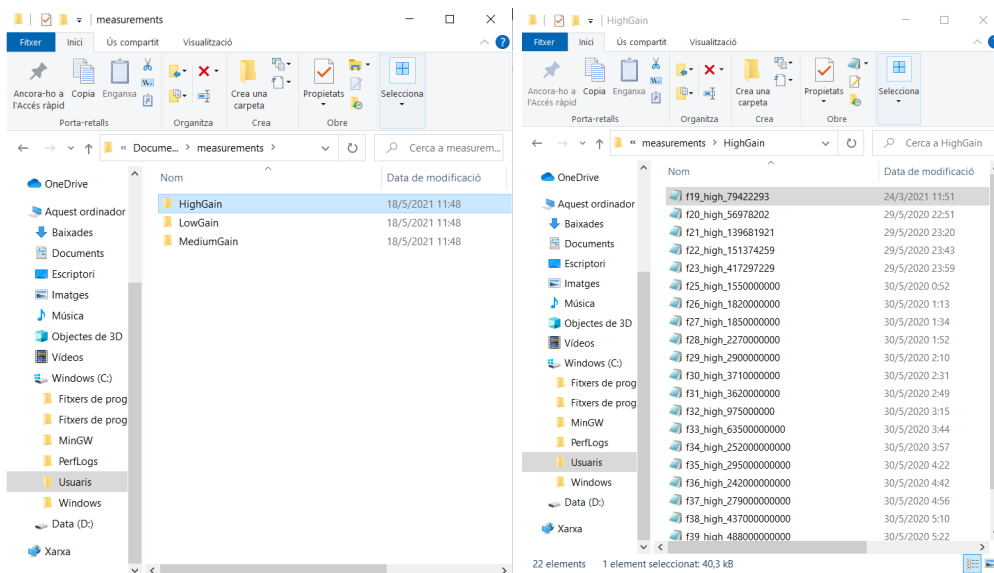 measurements
Fitxer Inici Ús compartit Visualització
Ancora-ho a l'Accés ràpid
Copia
Enganxa
Crea una carpeta
Propietats
Selecciona
Porta-retalls Organitza Crea Obre
« Docume... > measurements >
Cerca a measurem...
Nom Data de modificació
OneDrive
Aquest ordinador
Baixades
Documents
Escriptori
Imatges
Música
Objectes de 3D
Vídeos
Windows (C:)
Fitxers de prog
Fitxers de prog
MinGW
PerfLogs
Usuaris
Windows
Data (D:)
Xarxa
HighGain 18/5/2021 11:48
LowGain 18/5/2021 11:48
MediumGain 18/5/2021 11:48
HighGain
Fitxer Inici Ús compartit Visualització
Ancora-ho a l'Accés ràpid
Copia
Enganxa
Crea una carpeta
Propietats
Selecciona
Porta-retalls Organitza Crea Obre
« measurements > HighGain
Cerca a HighGain
Nom Data de modificació
OneDrive
Aquest ordinador
Baixades
Documents
Escriptori
Imatges
Música
Objectes de 3D
Vídeos
Windows (C:)
Fitxers de prog
Fitxers de prog
MinGW
PerfLogs
Usuaris
Windows
Data (D:)
Xarxa
f19_high_79422293 24/3/2021 11:51
f20_high_56978202 29/5/2020 22:51
f21_high_139681921 29/5/2020 23:20
f22_high_151374259 29/5/2020 23:43
f23_high_417297229 29/5/2020 23:59
f25_high_1550000000 30/5/2020 0:52
f26_high_1820000000 30/5/2020 1:13
f27_high_1850000000 30/5/2020 1:34
f28_high_2270000000 30/5/2020 1:52
f29_high_2900000000 30/5/2020 2:10
f30_high_3710000000 30/5/2020 2:31
f31_high_3620000000 30/5/2020 2:49
f32_high_975000000 30/5/2020 3:15
f33_high_63500000000 30/5/2020 3:44
f34_high_252000000000 30/5/2020 3:57
f35_high_295000000000 30/5/2020 4:22
f36_high_242000000000 30/5/2020 4:42
f37_high_279000000000 30/5/2020 4:56
f38_high_437000000000 30/5/2020 5:10
f39_high_488000000000 30/5/2020 5:22
22 elements 1 element seleccionat: 40,3 kB